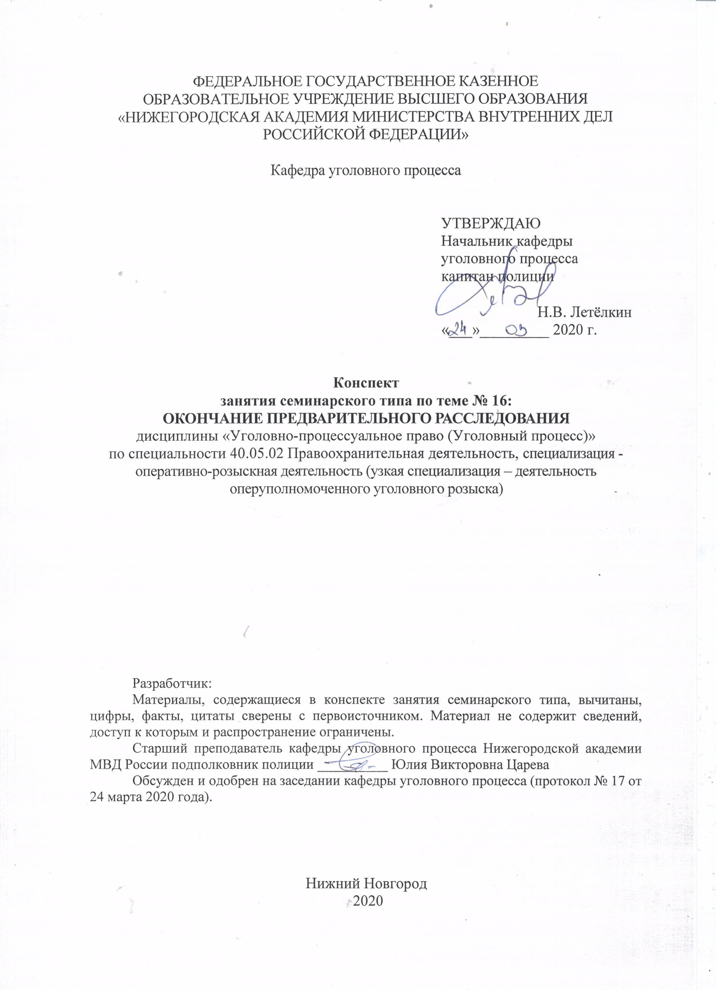 ФЕДЕРАЛЬНОЕ ГОСУДАРСТВЕННОЕ КАЗЕННОЕ
ОБРАЗОВАТЕЛЬНОЕ УЧРЕЖДЕНИЕ ВЫСШЕГО ОБРАЗОВАНИЯ
«НИЖЕГОРОДСКАЯ АКАДЕМИЯ МИНИСТЕРСТВА ВНУТРЕННИХ ДЕЛ
РОССИЙСКОЙ ФЕДЕРАЦИИ»
Кафедра уголовного процесса
УТВЕРЖДАЮ
Начальник кафедры
уголовного процесса
капитан полиции
Н.В. Летёлкин
«24»__________03__________ 2020 г.
Конспект
занятия семинарского типа по теме № 16:
ОКОНЧАНИЕ ПРЕДВАРИТЕЛЬНОГО РАССЛЕДОВАНИЯ
дисциплины «Уголовно-процессуальное право (Уголовный процесс)»
по специальности 40.05.02 Правоохранительная деятельность, специализация -
оперативно-розыскная деятельность (узкая специализация – деятельность
оперуполномоченного уголовного розыска)
Разработчик:
Материалы, содержащиеся в конспекте занятия семинарского типа, вычитаны,
цифры, факты, цитаты сверены с первоисточником. Материал не содержит сведений,
доступ к которым и распространение ограничены.
Старший преподаватель кафедры уголовного процесса Нижегородской академии
МВД России подполковник полиции __________ Юлия Викторовна Царева
Обсужден и одобрен на заседании кафедры уголовного процесса (протокол № 17 от
24 марта 2020 года).
Нижний Новгород
2020